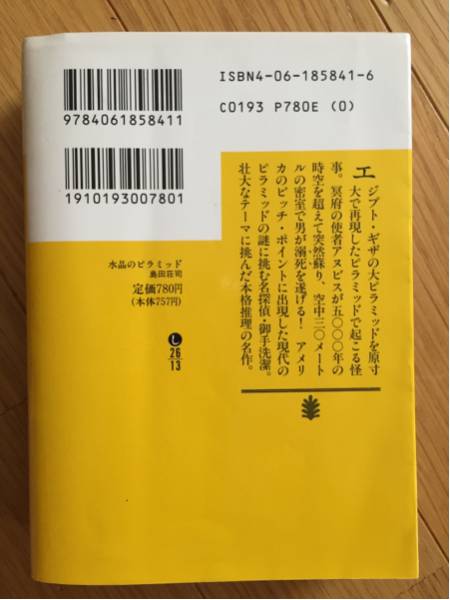 ISBN4-06-185841-6
C0193 P780E (0)
9784061858411
1910193007801
エジプト・ギザの大ピラミッドを原寸
大で再現したピラミッドで起こる怪
事。冥府の使者アヌビスが五〇〇〇年の
時空を超えて突然蘇り、空中三〇メート
ルの密室で男が溺死を遂げる! アメリ
カのビッチ・ポイントに出現した現代の
ピラミッドの謎に挑む名探偵・御手洗潔。
壮大なテーマに挑んだ本格推理の名作。
水晶のピラミッド
島田荘司
定価780円
(本体757円)
し
26
13